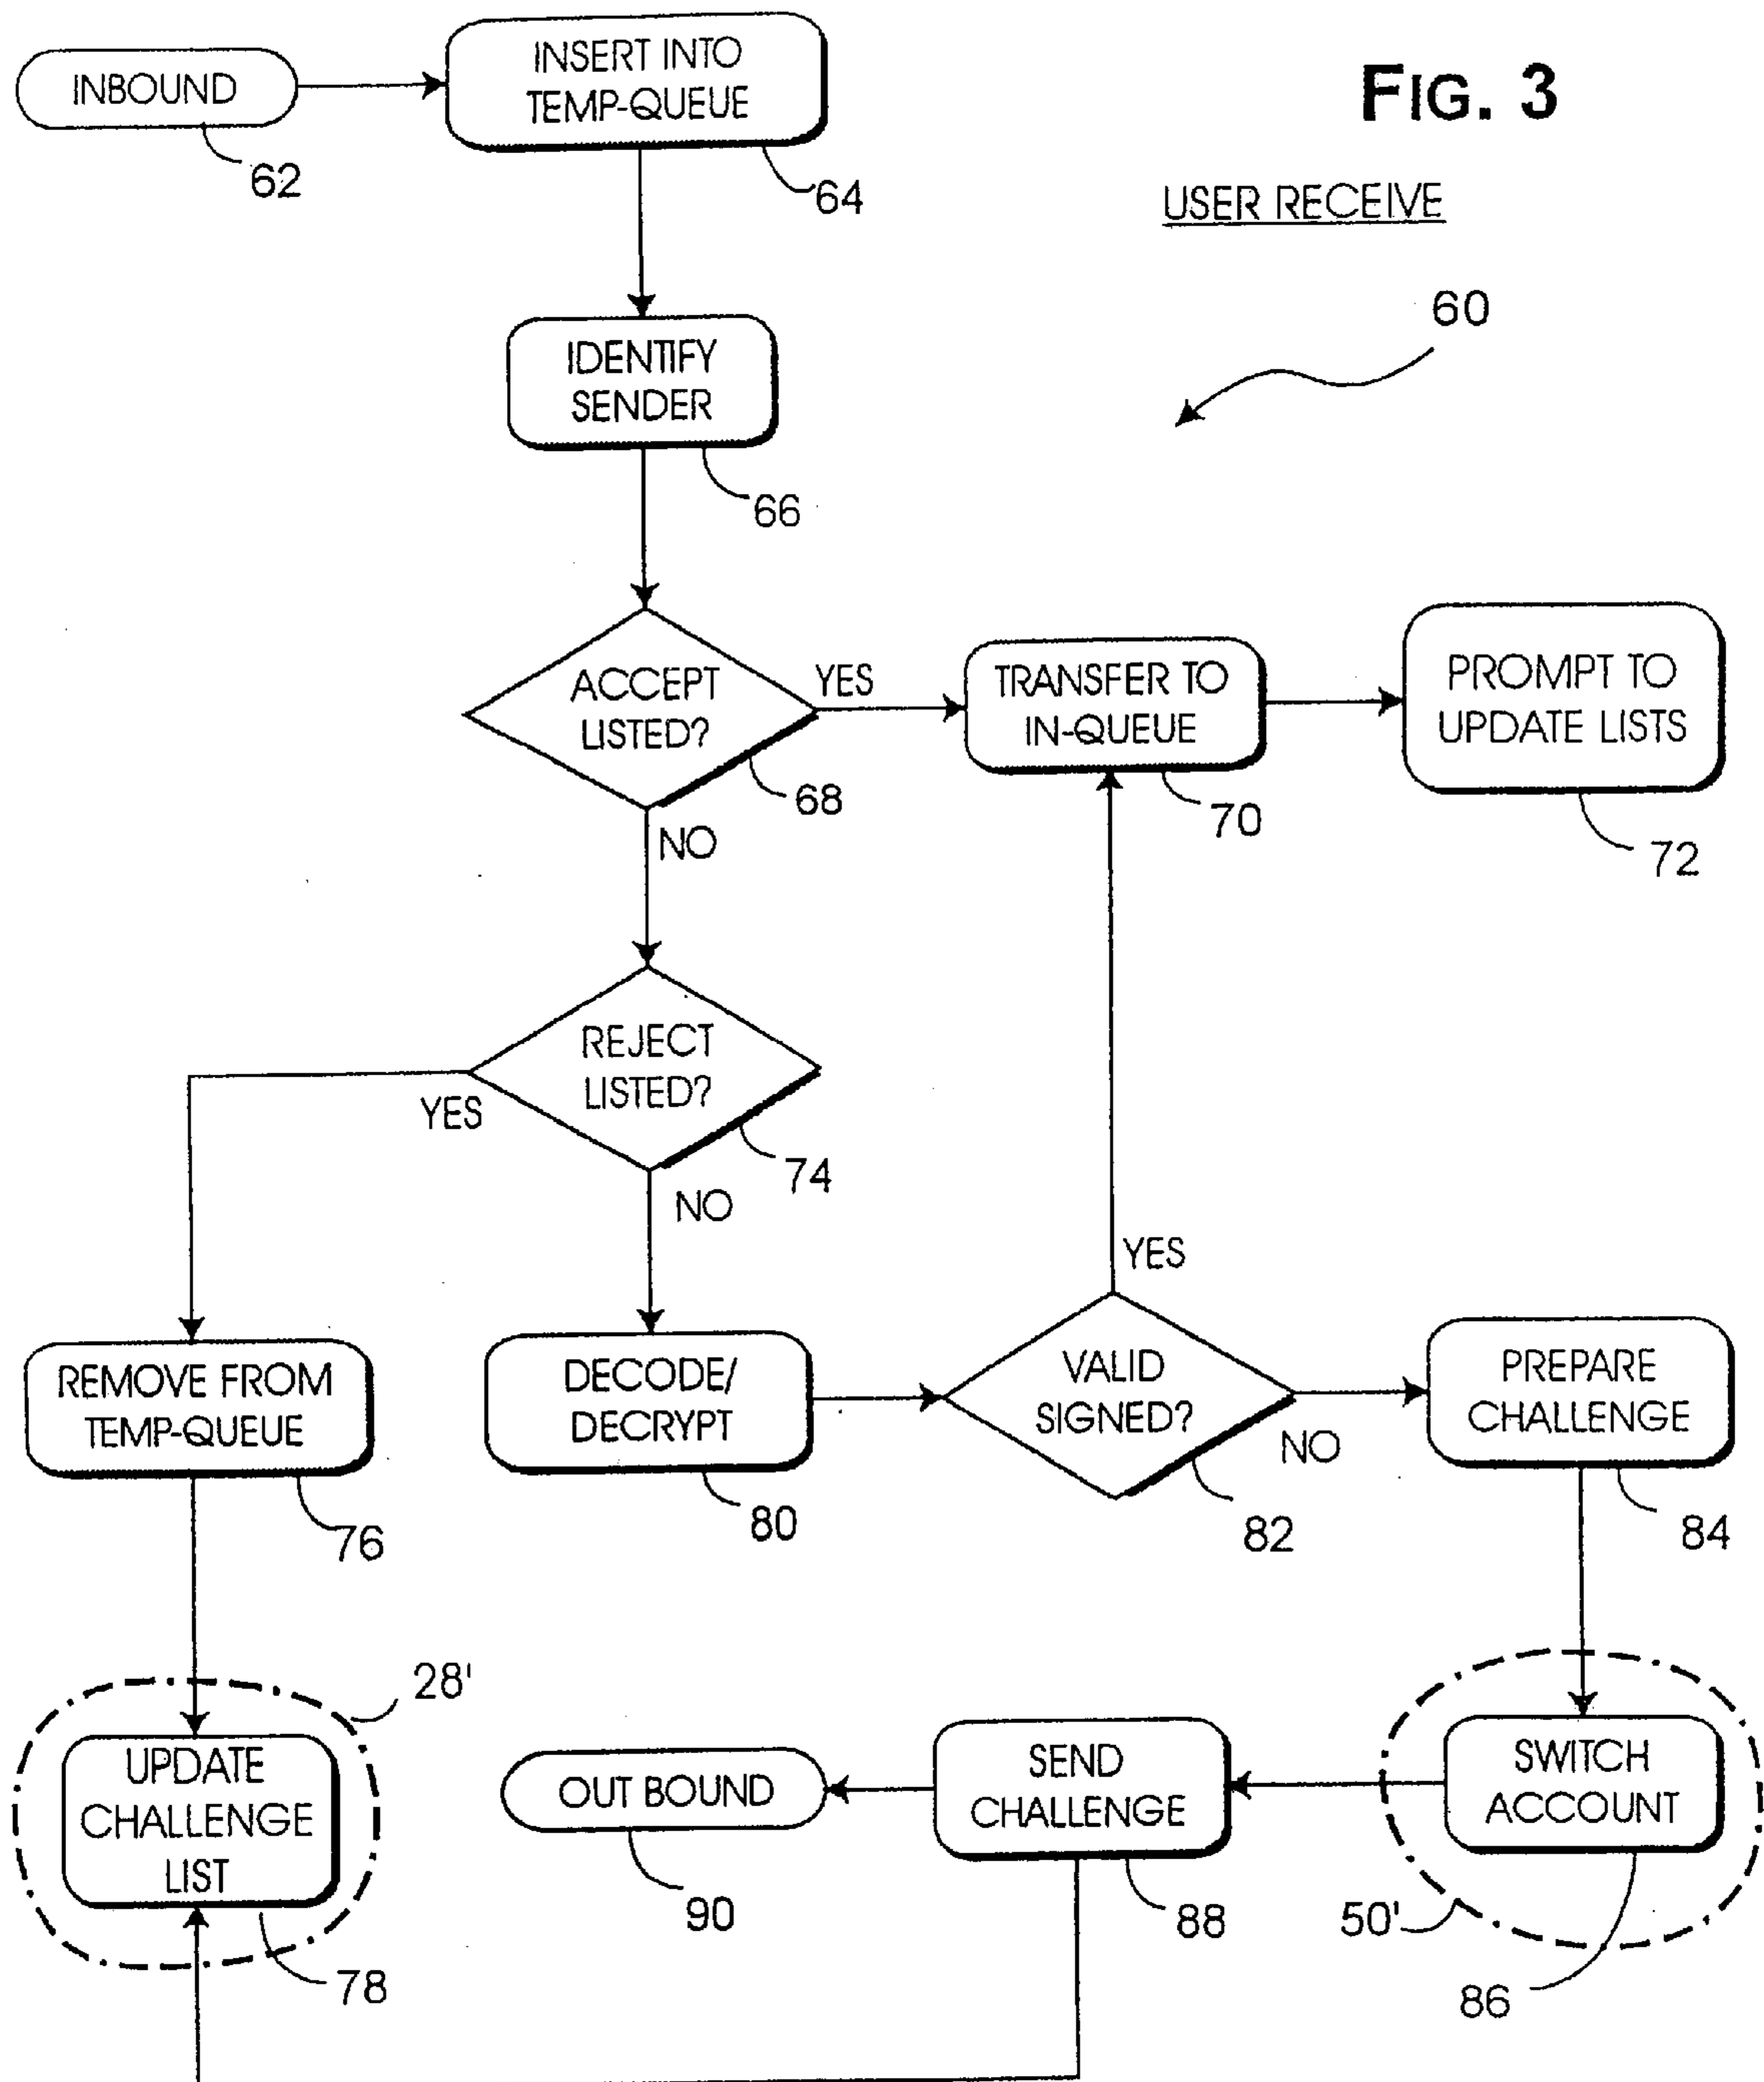 INBOUND
62
INSERT INTO
TEMP-QUEUE
64
FIG. 3
USER RECEIVE
60
IDENTIFY
SENDER
66
ACCEPT
LISTED?
68
YES
NO
TRANSFER TO
IN-QUEUE
70
PROMPT TO
UPDATE LISTS
72
REJECT
LISTED?
74
YES
NO
REMOVE FROM
TEMP-QUEUE
76
DECODE/
DECRYPT
80
YES
VALID
SIGNED?
82
NO
PREPARE
CHALLENGE
84
28'
UPDATE
CHALLENGE
LIST
78
OUT BOUND
90
SEND
CHALLENGE
88
SWITCH
ACCOUNT
50'
86